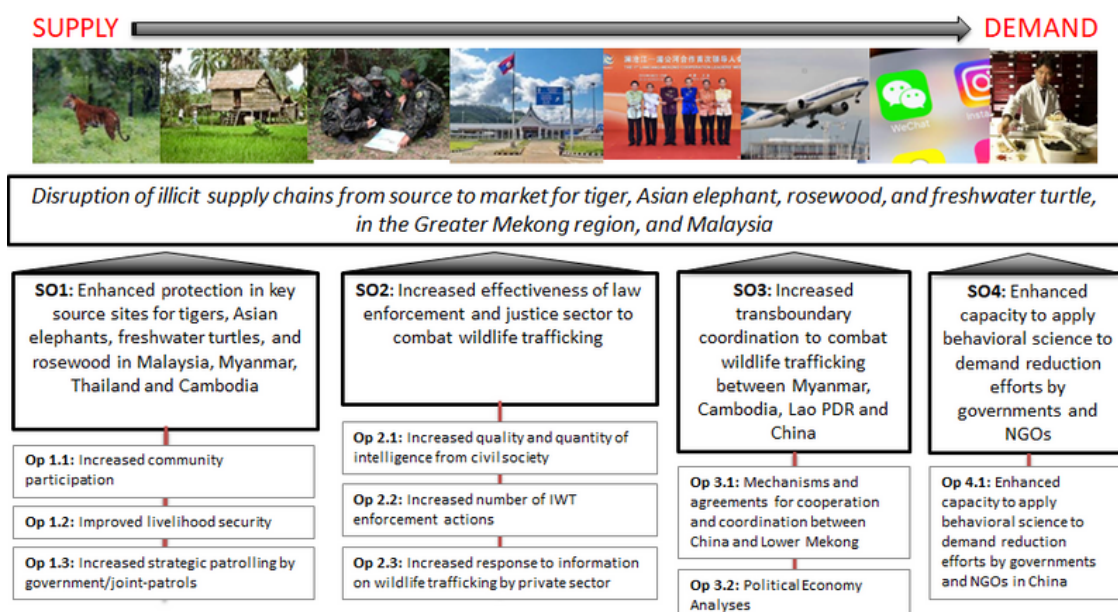 SUPPLY
DEMAND
WeChat
Insta
Disruption of illicit supply chains from source to market for tiger, Asian elephant, rosewood, and freshwater turtle,
in the Greater Mekong region, and Malaysia
SO1: Enhanced protection in key
source sites for tigers, Asian
elephants, freshwater turtles, and
rosewood in Malaysia, Myanmar,
Thailand and Cambodia
Op 1.1: Increased community
participation
Op 1.2: Improved livelihood security
Op 1.3: Increased strategic patrolling by
government/joint-patrols
SO2: Increased effectiveness of law
enforcement and justice sector to
combat wildlife trafficking
Op 2.1: Increased quality and quantity of
intelligence from civil society
Op 2.2: Increased number of IWT
enforcement actions
Op 2.3: Increased response to information
on wildlife trafficking by private sector
SO3: Increased
transboundary
coordination to combat
wildlife trafficking
between Myanmar,
Cambodia, Lao PDR and
China
Op 3.1: Mechanisms and
agreements for cooperation
and coordination between
China and Lower Mekong
Op 3.2: Political Economy
Analyses
SO4: Enhanced
capacity to apply
behavioral science to
demand reduction
efforts by
governments and
NGOs
Op 4.1: Enhanced
capacity to apply
behavioral science to
demand reduction
efforts by governments
and NGOs in China